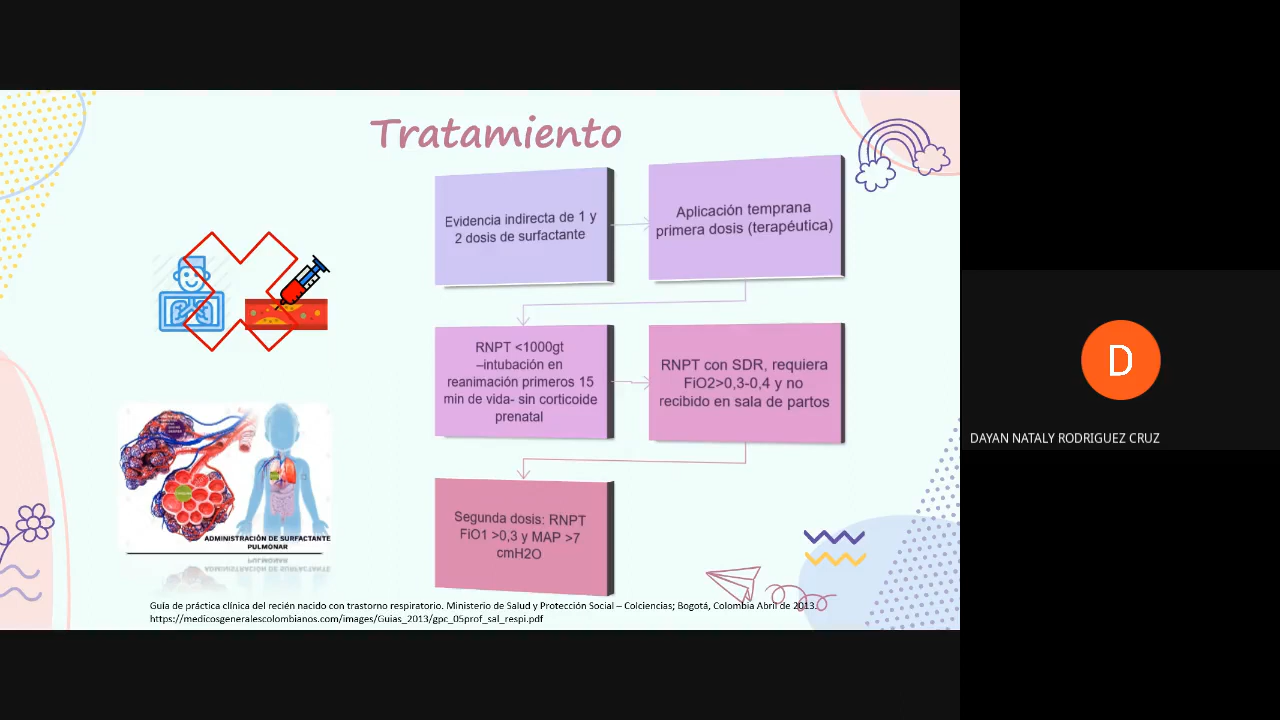 Tratamiento
Evidencia indirecta de 1 y
2 dosis de surfactante
Aplicación temprana
primera dosis (terapéutica)
RNPT <1000gt
–intubación en
reanimación primeros 15
min de vida- sin corticoide
prenatal
RNPT con SDR, requiera
FiO2>0,3-0,4 y no
recibido en sala de partos
Segunda dosis: RNPT
FiO1 >0,3 y MAP >7
cmH2O
ADMINISTRACIÓN DE SURFACTANTE
PULMONAR
Guía de práctica clínica del recién nacido con trastorno respiratorio. Ministerio de Salud y Protección Social – Colciencias; Bogotá, Colombia Abril de 2013.
https://medicosgeneralescolombianos.com/images/Guias_2013/gpc_05prof_sal_respi.pdf
D
DAYAN NATALY RODRIGUEZ CRUZ